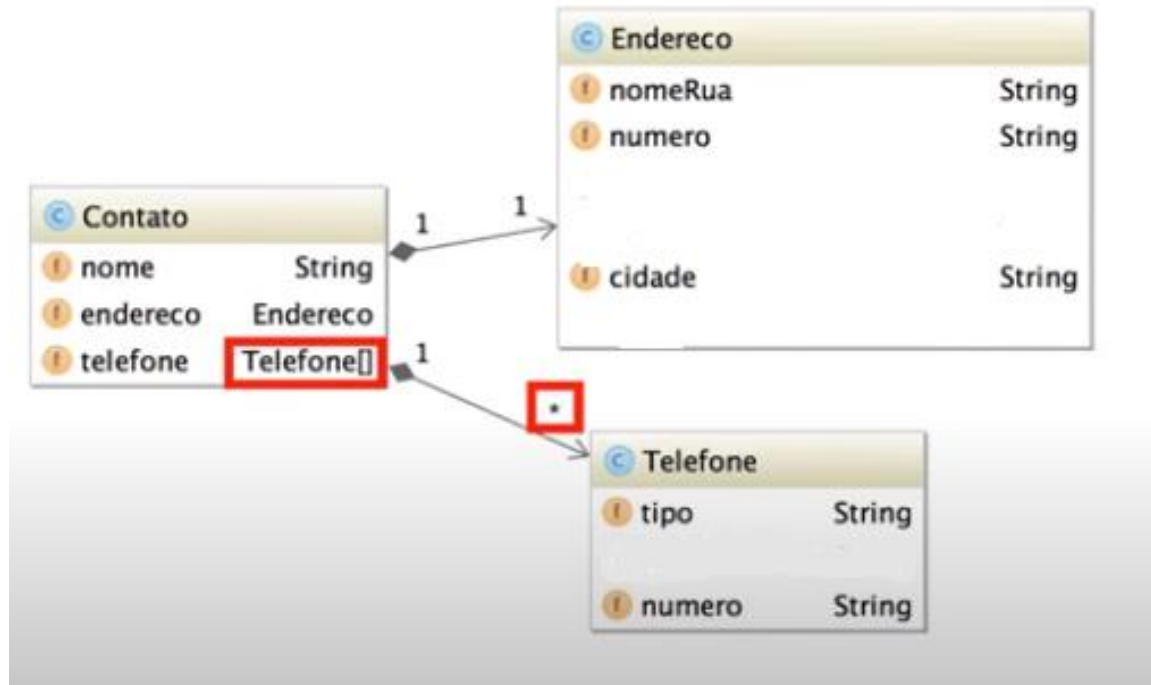 Endereco
nomeRua String
numero String
cidade String
Contato
nome String
endereco Endereco
telefone Telefone[]
1 1
1 *
Telefone
tipo String
numero String